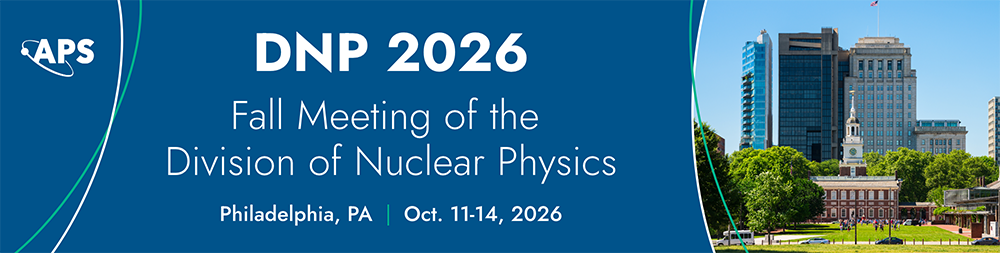 APS
DNP 2026
Fall Meeting of the
Division of Nuclear Physics
Philadelphia, PA | Oct. 11-14, 2026